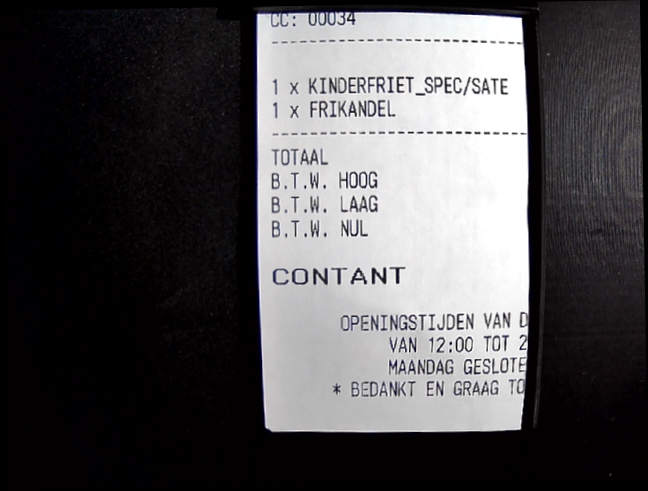 CC: 00034
1 x KINDERFRIET_SPEC/SATE
1 x FRIKANDEL
TOTAAL
B.T.W. HOOG
B.T.W. LAAG
B.T.W. NUL
CONTANT
OPENINGSTIJDEN VAN D
VAN 12:00 TOT 2
MAANDAG GESLOTE
* BEDANKT EN GRAAG TO